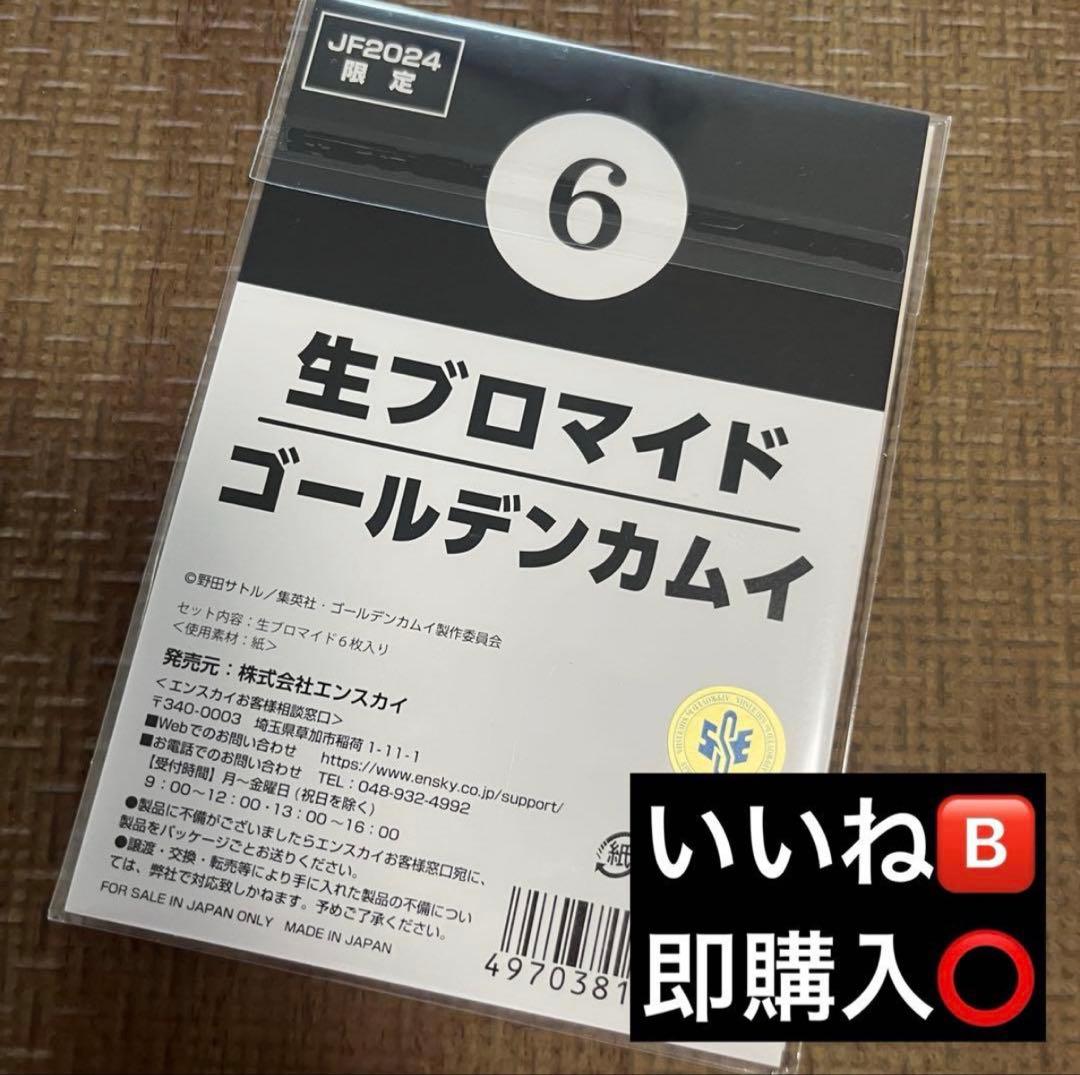 JF2024
限定
6
生ブロマイド
ゴールデンカムイ
©野田サトル／集英社・ゴールデンカムイ製作委員会
セット内容：生ブロマイド６枚入り
＜使用素材：紙＞
発売元：株式会社エンスカイ
＜エンスカイお客様相談窓口＞
〒340-0003 埼玉県草加市稲荷 1-11-1
■Webでのお問い合わせ https://www.ensky.co.jp/support/
■お電話でのお問い合わせ TEL：048-932-4992
【受付時間】月～金曜日（祝日を除く）
9：00～12：00・13：00～16：00
●製品に不備がございましたらエンスカイお客様窓口宛に、
製品をパッケージごとお送りください。
●譲渡・交換・転売等により手に入れた製品の不備につい
ては、弊社で対応致しかねます。予めご了承ください。
FOR SALE IN JAPAN ONLY MADE IN JAPAN
紙
4970381
いいね🅱
即購入⭕